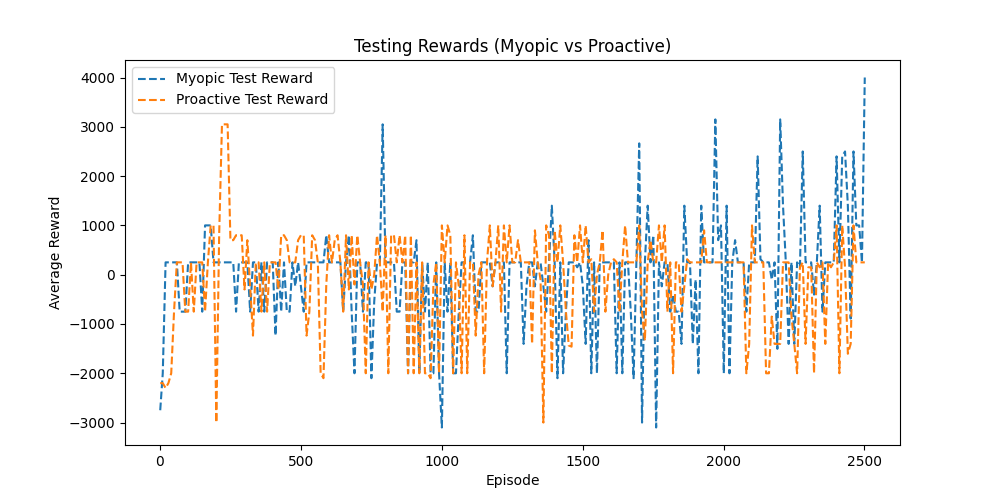 Testing Rewards (Myopic vs Proactive)
Myopic Test Reward
Proactive Test Reward
Average Reward
4000
3000
2000
1000
0
−1000
−2000
−3000
0
500
1000
1500
2000
2500
Episode